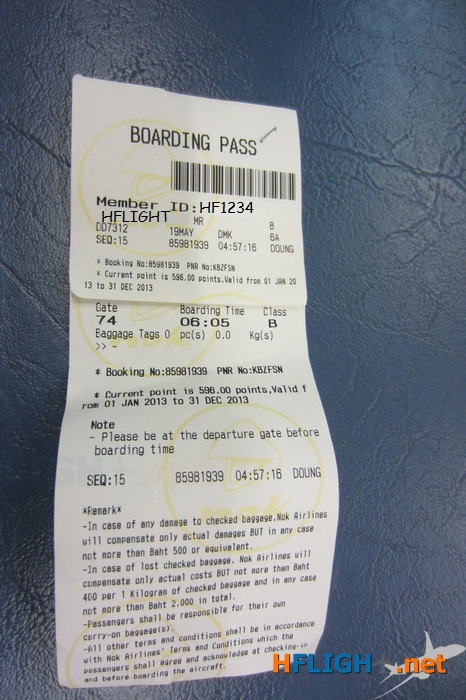 BOARDING PASS
Member ID:HF1234
HFLIGHT MR B
DD7312 19MAY DMK 6A
SEQ:15 85981939 04:57:16 DOUNG
* Booking No:85981939 PNR No:KBZFSN
* Current point is 596.00 points,Valid from 01 JAN 20
13 to 31 DEC 2013
Gate Boarding Time Class
74 06:05 B
Baggage Tags 0 pc(s) 0.0 Kg(s)
>> -
* Booking No:85981939 PNR No:KBZFSN
* Current point is 596.00 points,Valid f
rom 01 JAN 2013 to 31 DEC 2013
Note
- Please be at the departure gate before
boarding time
SEQ:15 85981939 04:57:16 DOUNG
*Remark*
-In case of any damage to checked baggage,Nok Airlines
will compensate only actual damages BUT in any case
not more than Baht 500 or equivalent.
-In case of lost checked baggage, Nok Airlines will
compensate only actual costs BUT not more than Baht
400 per 1 Kilogram of checked baggage and in any case
not more than Baht 2,000 in total.
-Passengers shall be responsible for their own
carry-on baggage(s).
-All other terms and conditions shall be in accordance
with Nok Airlines' Terms and Conditions which the
passengers shall agree and acknowledge at checking-in
and before boarding the aircraft.
HFLIGHT.net